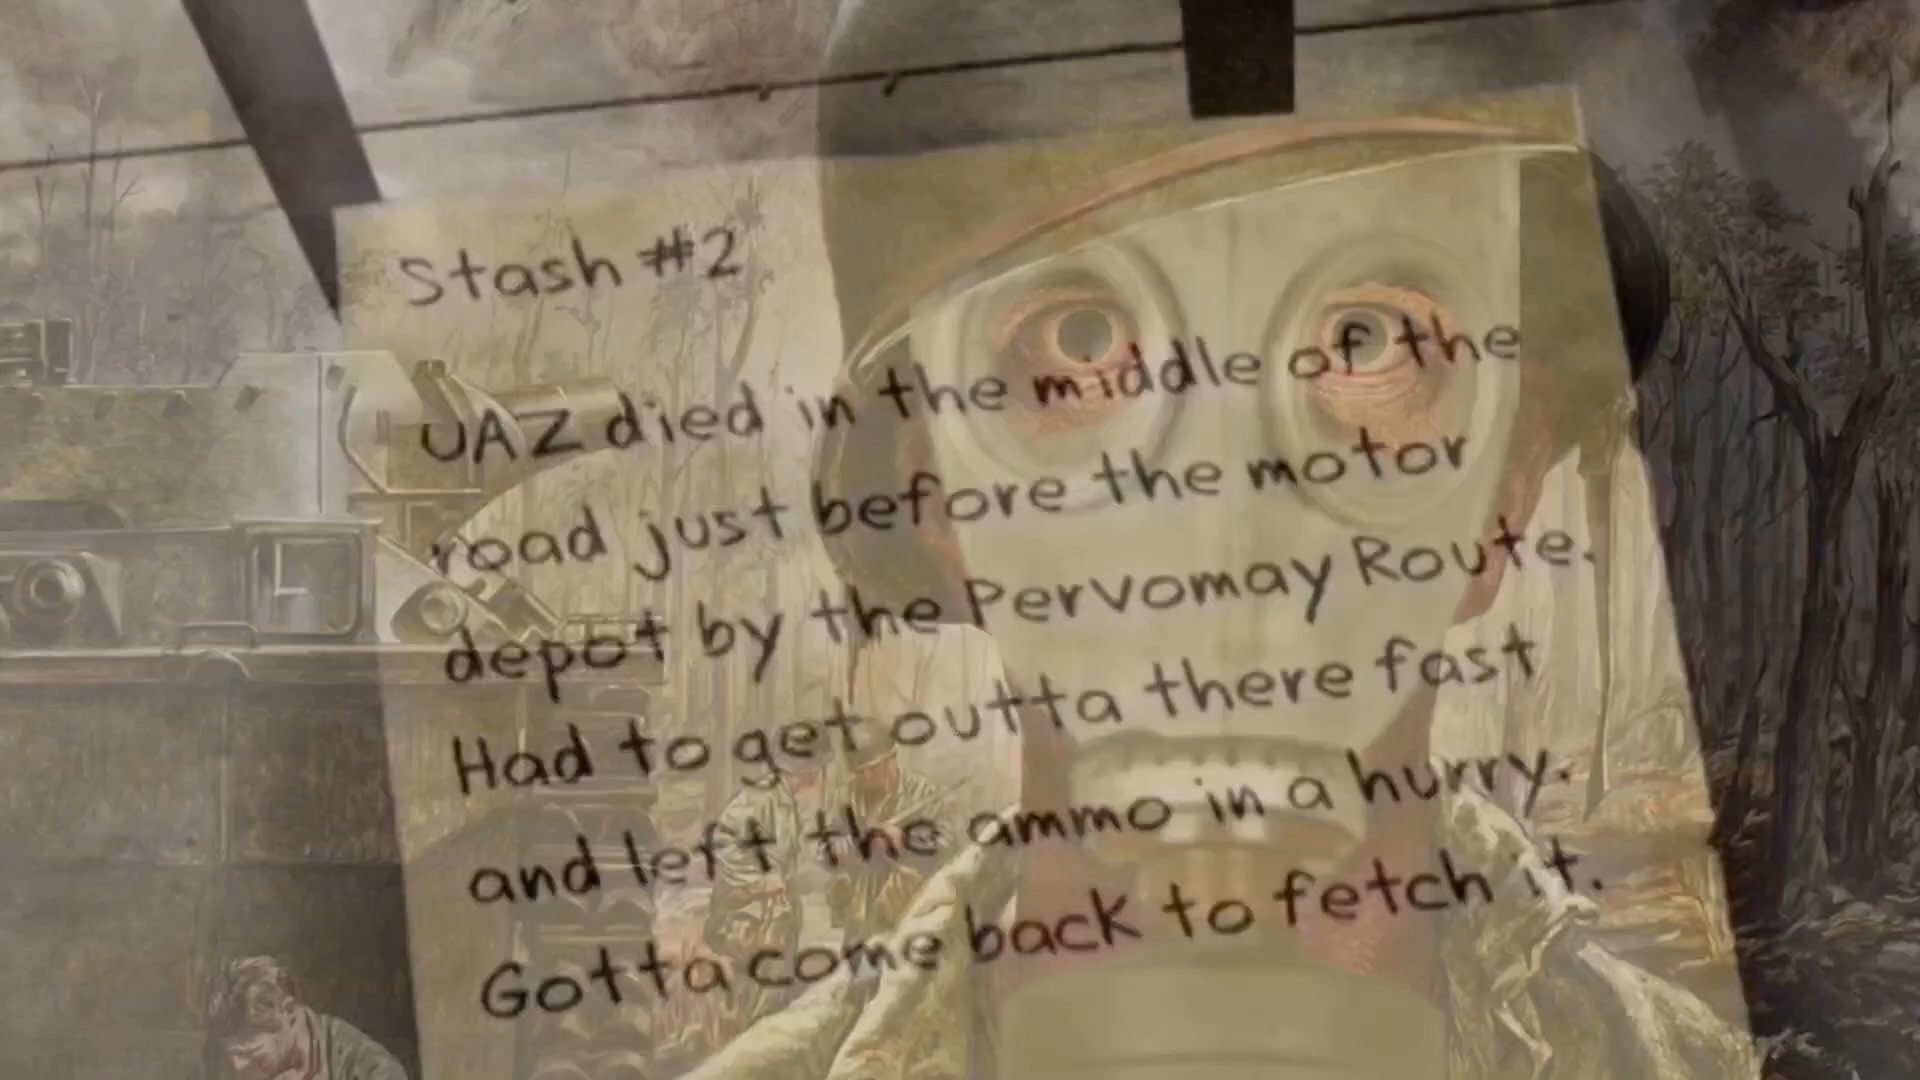 Stash #2
UAZ died in the middle of the
road just before the motor
depot by the Pervomay Route.
Had to get outta there fast
and left the ammo in a hurry.
Gotta come back to fetch it.